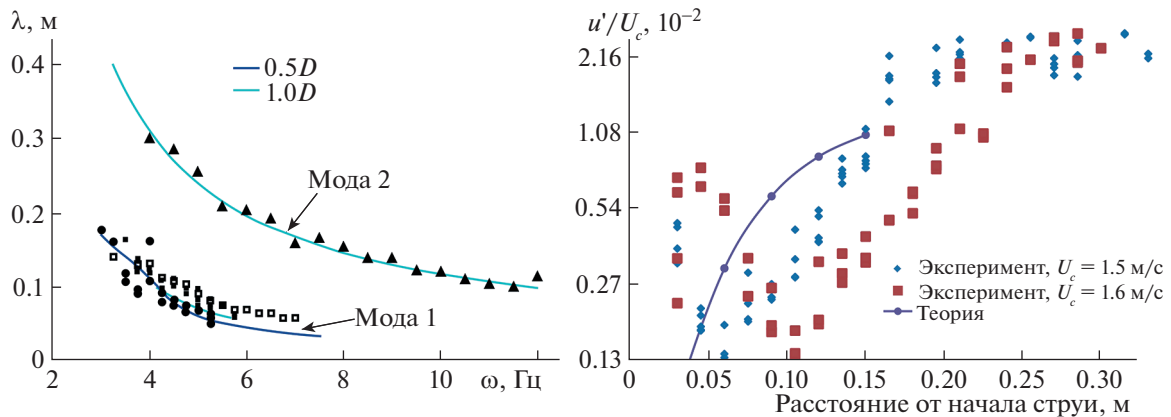 λ, м
0.4
0.3
0.2
0.1
0
4
6
8
10
ω, Гц
0.5D
1.0D
Мода 2
Мода 1
u'/U_c, 10⁻²
2.16
1.08
0.54
0.27
0.13
0
0.05
0.10
0.15
0.20
0.25
0.30
Расстояние от начала струи, м
Эксперимент, U_c = 1.5 м/с
Эксперимент, U_c = 1.6 м/с
Теория